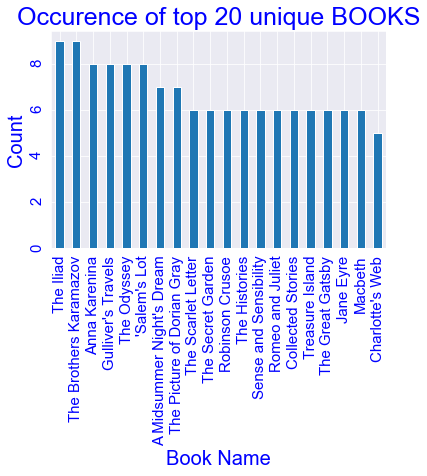 Occurence of top 20 unique BOOKS
Count
8
6
4
2
0
The Iliad
The Brothers Karamazov
Anna Karenina
Gulliver's Travels
The Odyssey
'Salem's Lot
A Midsummer Night's Dream
The Picture of Dorian Gray
The Scarlet Letter
The Secret Garden
Robinson Crusoe
The Histories
Sense and Sensibility
Romeo and Juliet
Collected Stories
Treasure Island
The Great Gatsby
Jane Eyre
Macbeth
Charlotte's Web
Book Name